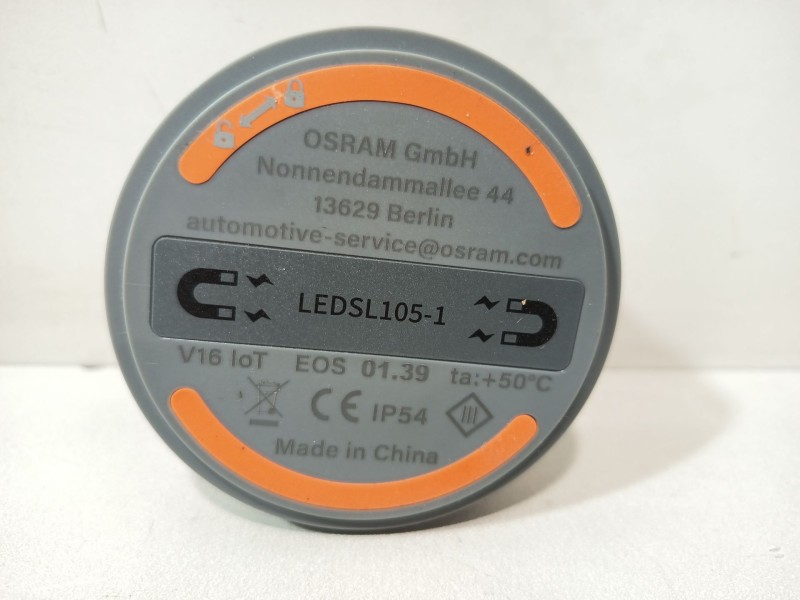 OSRAM GmbH
Nonnendammallee 44
13629 Berlin
automotive-service@osram.com
LEDSL105-1
V16 IoT EOS 01.39 ta:+50°C
CE IP54
Made in China